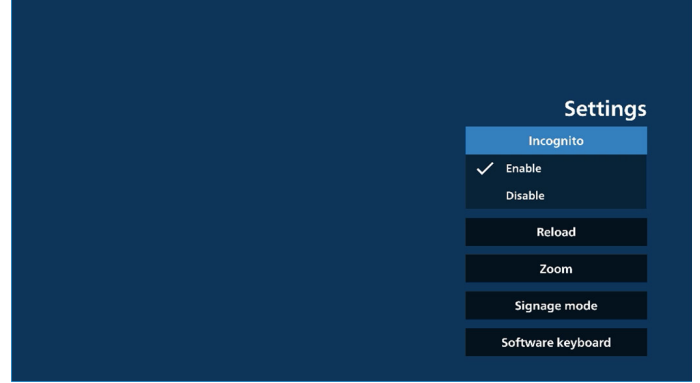 Settings
Incognito
Enable
Disable
Reload
Zoom
Signage mode
Software keyboard